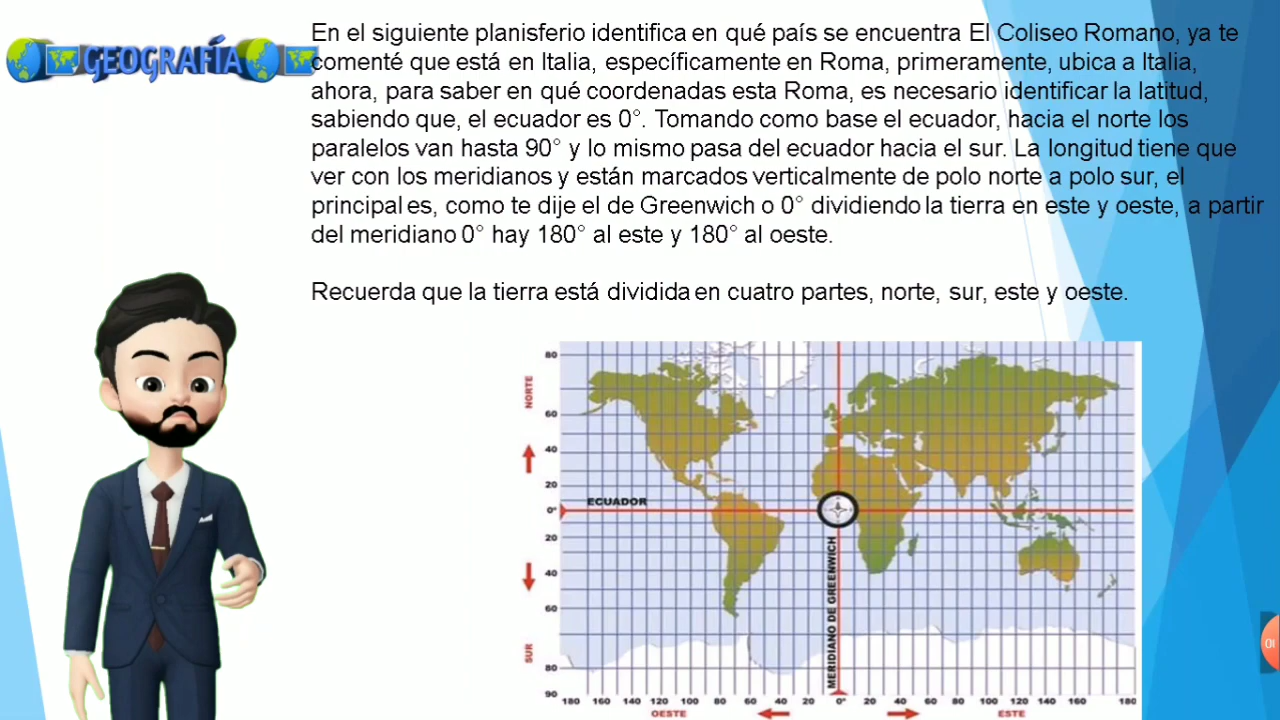 GEOGRAFÍA
En el siguiente planisferio identifica en qué país se encuentra El Coliseo Romano, ya te
comenté que está en Italia, específicamente en Roma, primeramente, ubica a Italia,
ahora, para saber en qué coordenadas esta Roma, es necesario identificar la latitud,
sabiendo que, el ecuador es 0°. Tomando como base el ecuador, hacia el norte los
paralelos van hasta 90° y lo mismo pasa del ecuador hacia el sur. La longitud tiene que
ver con los meridianos y están marcados verticalmente de polo norte a polo sur, el
principal es, como te dije el de Greenwich o 0° dividiendo la tierra en este y oeste, a partir
del meridiano 0° hay 180° al este y 180° al oeste.
Recuerda que la tierra está dividida en cuatro partes, norte, sur, este y oeste.
80
NORTE
60
40
20
ECUADOR
0°
20
40
60
SUR
80
90
MERIDIANO DE GREENWICH
180 160 140 120 100 80 60 40 20 0° 20 40 60 80 100 120 140 160 180
OESTE ESTE
01